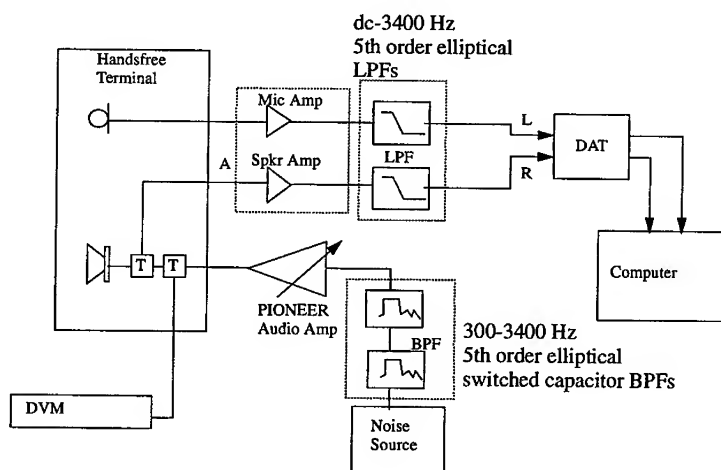 dc-3400 Hz
5th order elliptical
LPFs
Handsfree
Terminal
Mic Amp
L
LPF
DAT
A
Spkr Amp
R
T
T
Computer
PIONEER
Audio Amp
BPF
300-3400 Hz
5th order elliptical
switched capacitor BPFs
DVM
Noise
Source